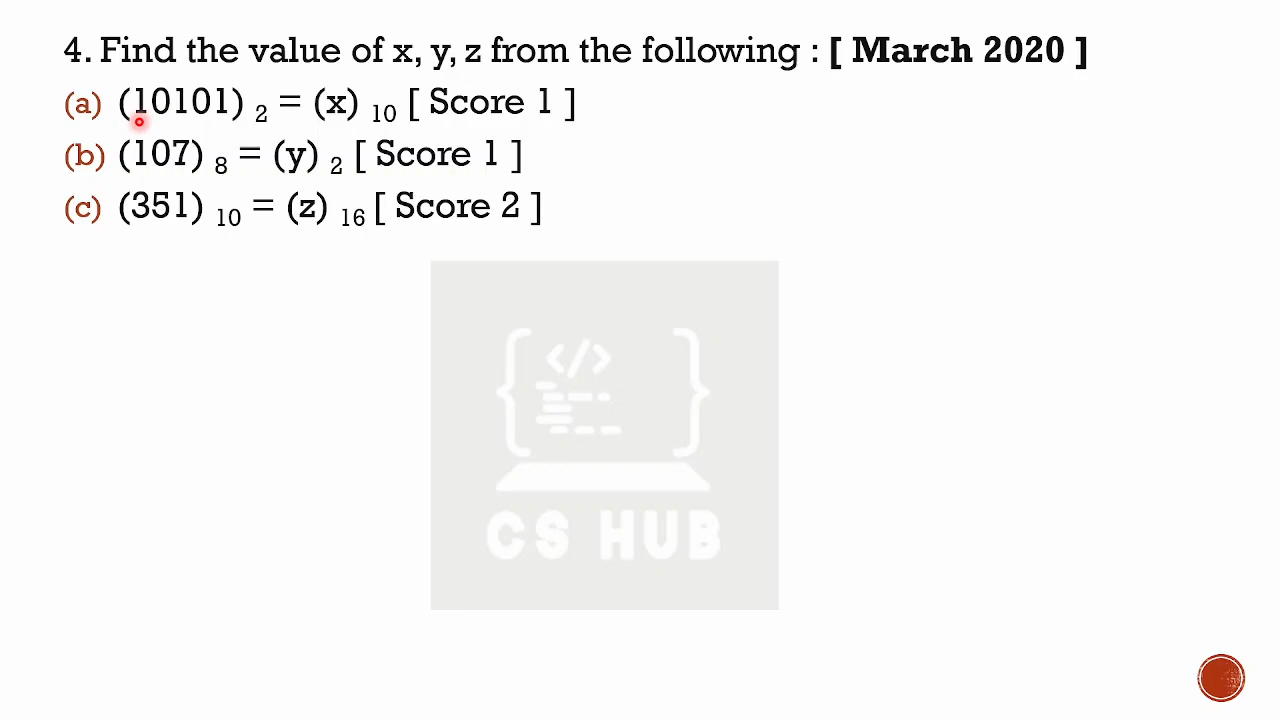 4. Find the value of x, y, z from the following : [ March 2020 ]
(a) (10101) 2 = (x) 10 [ Score 1 ]
(b) (107) 8 = (y) 2 [ Score 1 ]
(c) (351) 10 = (z) 16 [ Score 2 ]
</>
CS HUB